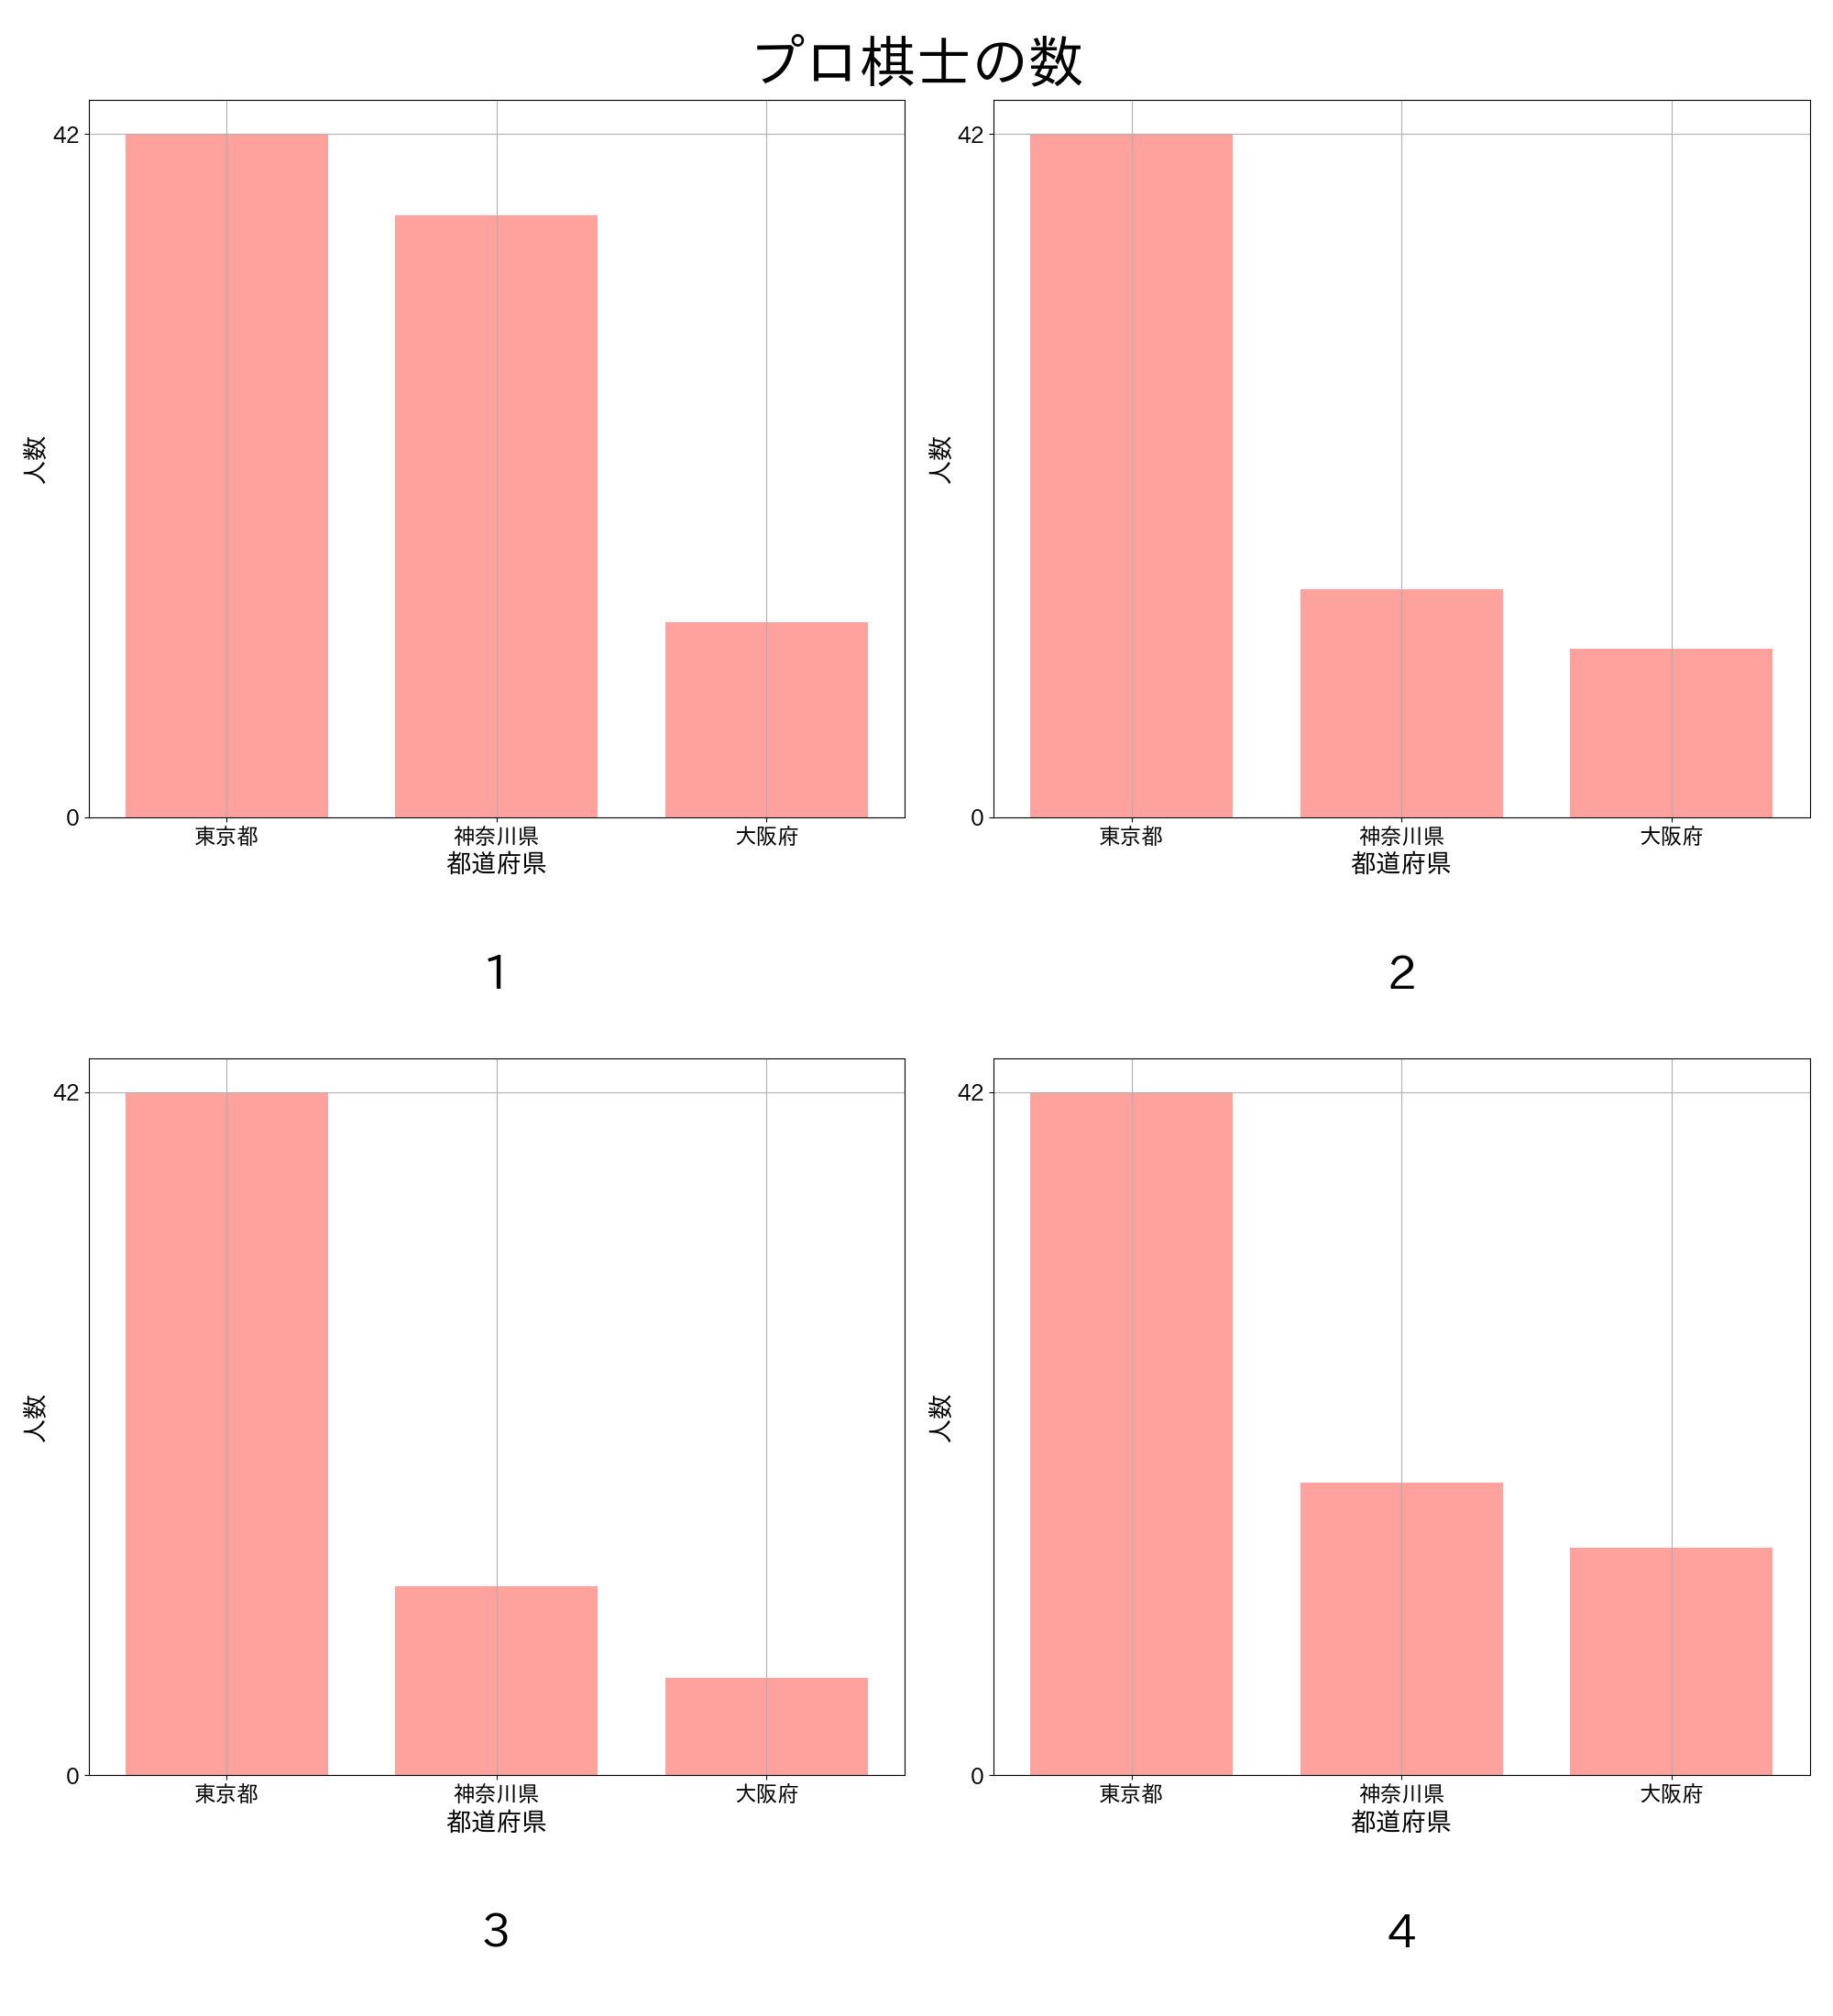 プロ棋士の数
42
0
人数
東京都 神奈川県 大阪府
都道府県
1
42
0
人数
東京都 神奈川県 大阪府
都道府県
2
42
0
人数
東京都 神奈川県 大阪府
都道府県
3
42
0
人数
東京都 神奈川県 大阪府
都道府県
4